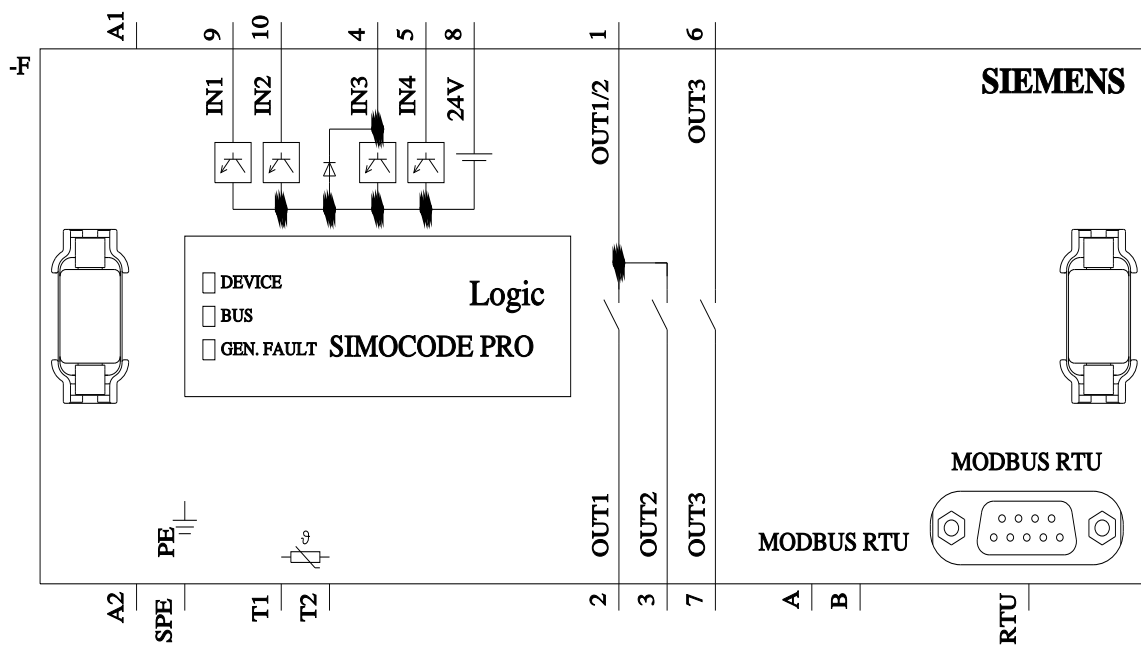 A1
9
10
4
5
8
1
6
-F
IN1
IN2
IN3
IN4
24V
OUT1/2
OUT3
SIEMENS
DEVICE
BUS
GEN. FAULT
Logic
SIMOCODE PRO
MODBUS RTU
PE
ϑ
OUT1
OUT2
OUT3
MODBUS RTU
A2
SPE
T1
T2
2
3
7
A
B
RTU